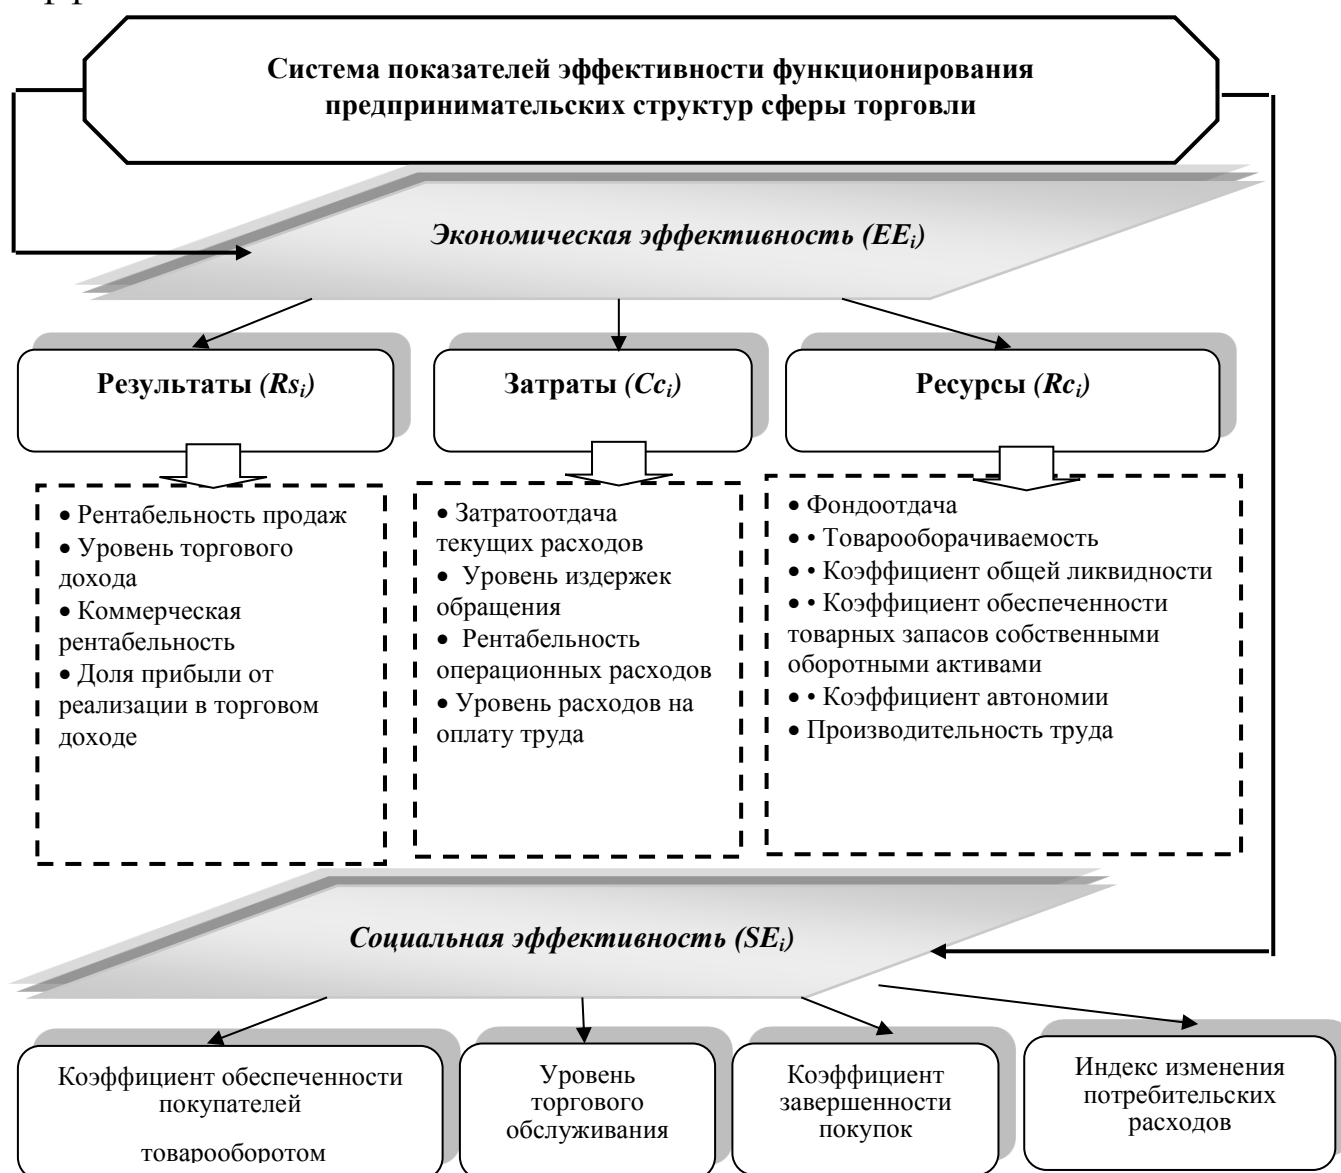 Система показателей эффективности функционирования
предпринимательских структур сферы торговли
Экономическая эффективность (EEi)
Результаты (Rsi)
Затраты (Cci)
Ресурсы (Rci)
• Рентабельность продаж
• Уровень торгового
дохода
• Коммерческая
рентабельность
• Доля прибыли от
реализации в торговом
доходе
• Затратоотдача
текущих расходов
• Уровень издержек
обращения
• Рентабельность
операционных расходов
• Уровень расходов на
оплату труда
• Фондоотдача
• • Товарооборачиваемость
• • Коэффициент общей ликвидности
• • Коэффициент обеспеченности
товарных запасов собственными
оборотными активами
• • Коэффициент автономии
• Производительность труда
Социальная эффективность (SEi)
Коэффициент обеспеченности
покупателей
товарооборотом
Уровень
торгового
обслуживания
Коэффициент
завершенности
покупок
Индекс изменения
потребительских
расходов